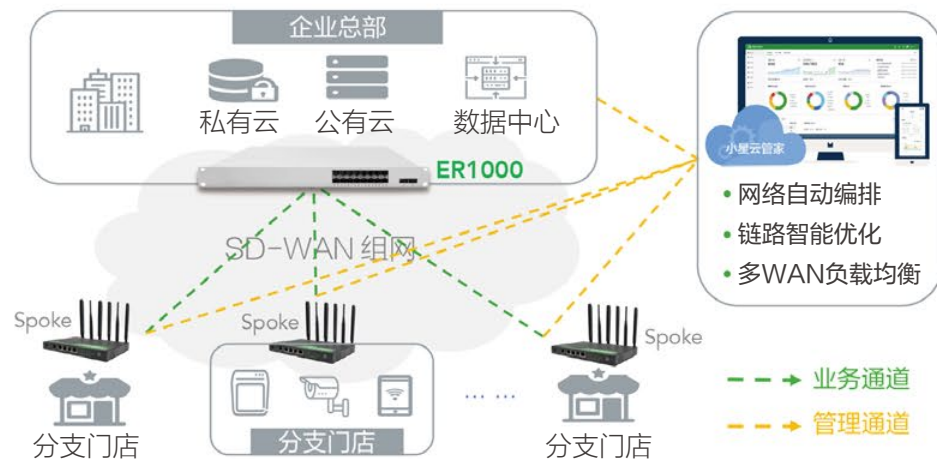 企业总部
私有云
公有云
数据中心
ER1000
小星云管家
• 网络自动编排
• 链路智能优化
• 多WAN负载均衡
SD-WAN 组网
Spoke
Spoke
Spoke
... ...
分支门店
分支门店
分支门店
业务通道
管理通道